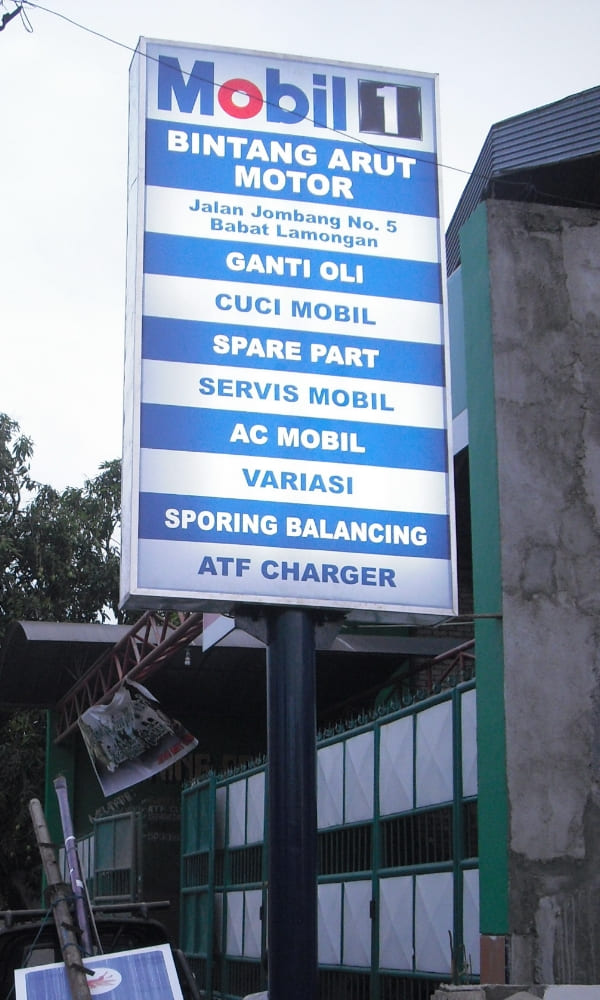 Mobil 1
BINTANG ARUT
MOTOR
Jalan Jombang No. 5
Babat Lamongan
GANTI OLI
CUCI MOBIL
SPARE PART
SERVIS MOBIL
AC MOBIL
VARIASI
SPORING BALANCING
ATF CHARGER